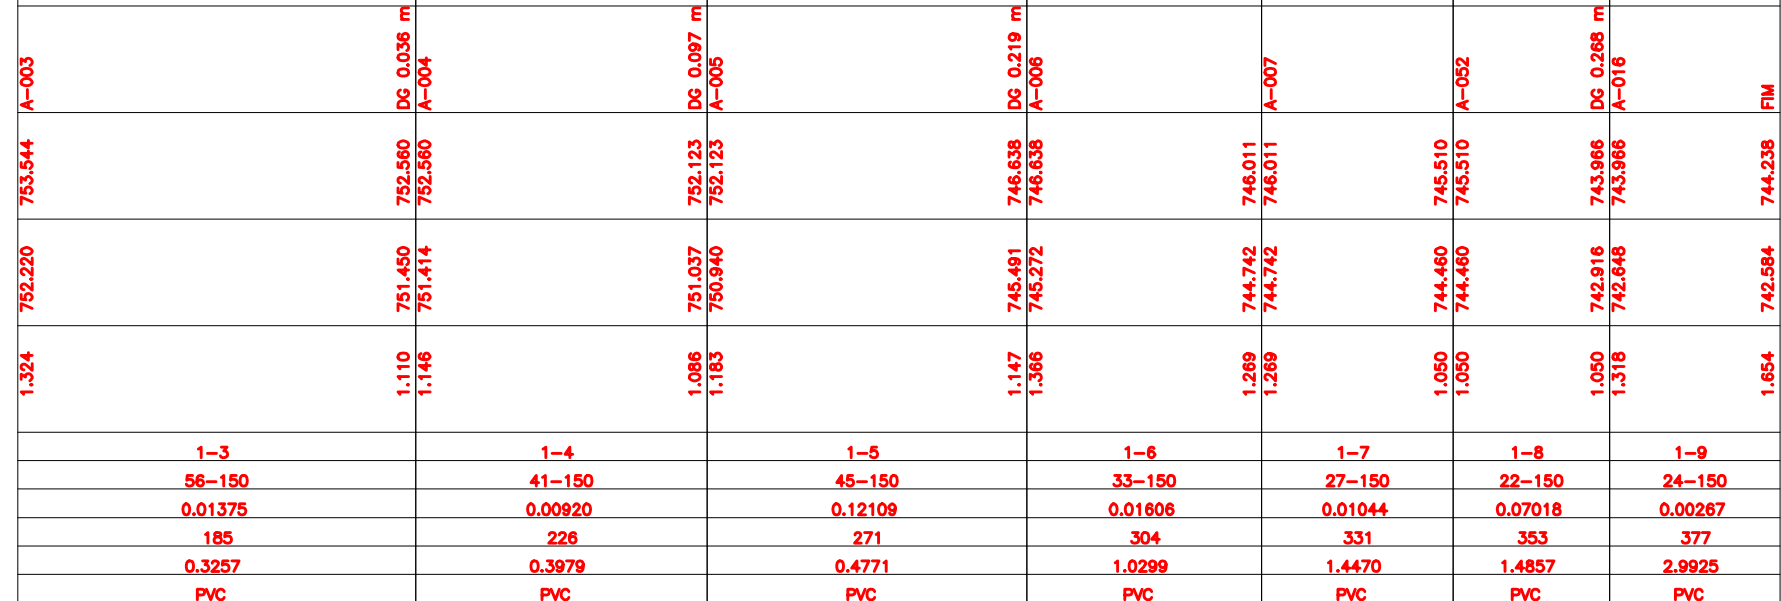 A-003 DG 0.036 m A-004 DG 0.097 m A-005 DG 0.219 m A-006 A-007 A-052 DG 0.268 m A-016 FIM
753.544 752.560 752.560 752.123 752.123 746.638 746.638 746.011 746.011 745.510 745.510 743.966 743.966 744.238
752.220 751.450 751.414 751.037 750.940 745.491 745.272 744.742 744.742 744.460 744.460 742.916 742.648 742.584
1.324 1.110 1.146 1.086 1.183 1.147 1.366 1.269 1.269 1.050 1.050 1.050 1.318 1.654
1-3 1-4 1-5 1-6 1-7 1-8 1-9
56-150 41-150 45-150 33-150 27-150 22-150 24-150
0.01375 0.00920 0.12109 0.01606 0.01044 0.07018 0.00267
185 226 271 304 331 353 377
0.3257 0.3979 0.4771 1.0299 1.4470 1.4857 2.9925
PVC PVC PVC PVC PVC PVC PVC